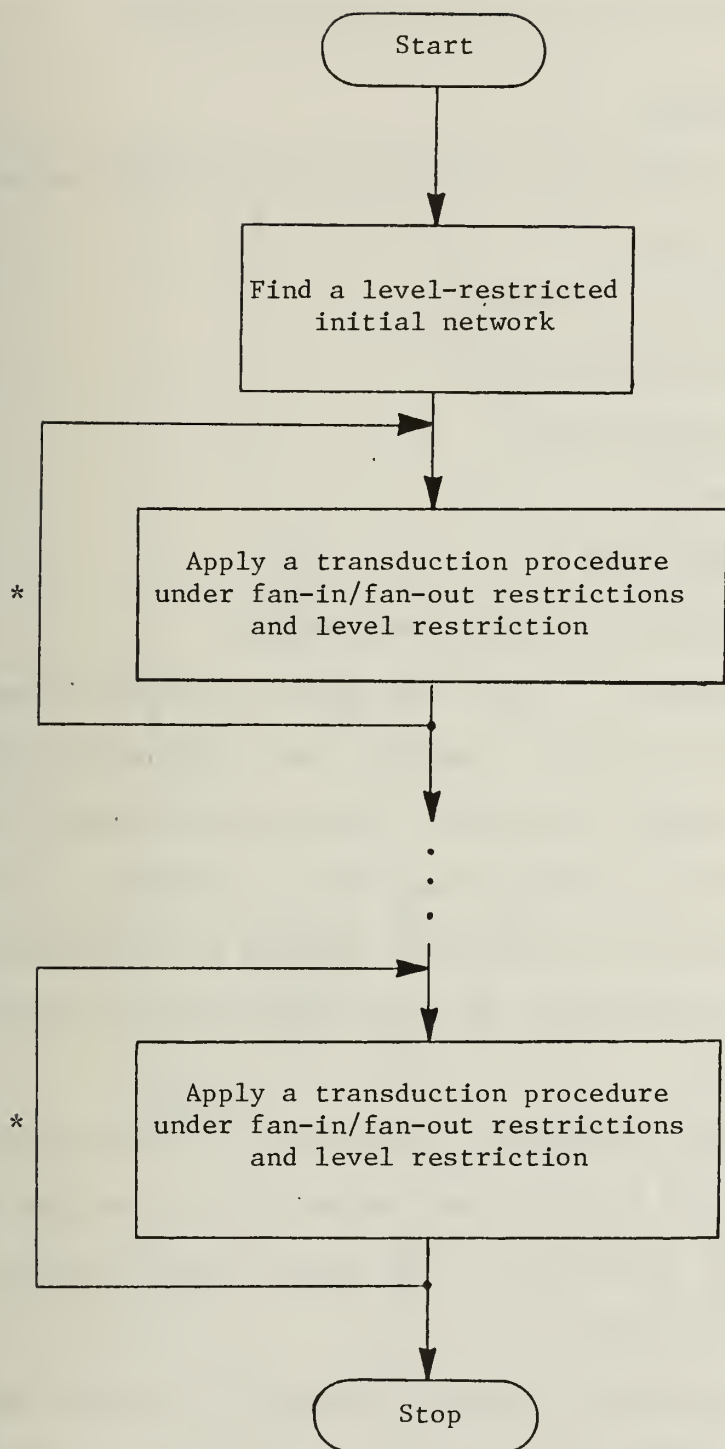 Start
Find a level-restricted
initial network
*
Apply a transduction procedure
under fan-in/fan-out restrictions
and level restriction
*
Apply a transduction procedure
under fan-in/fan-out restrictions
and level restriction
Stop